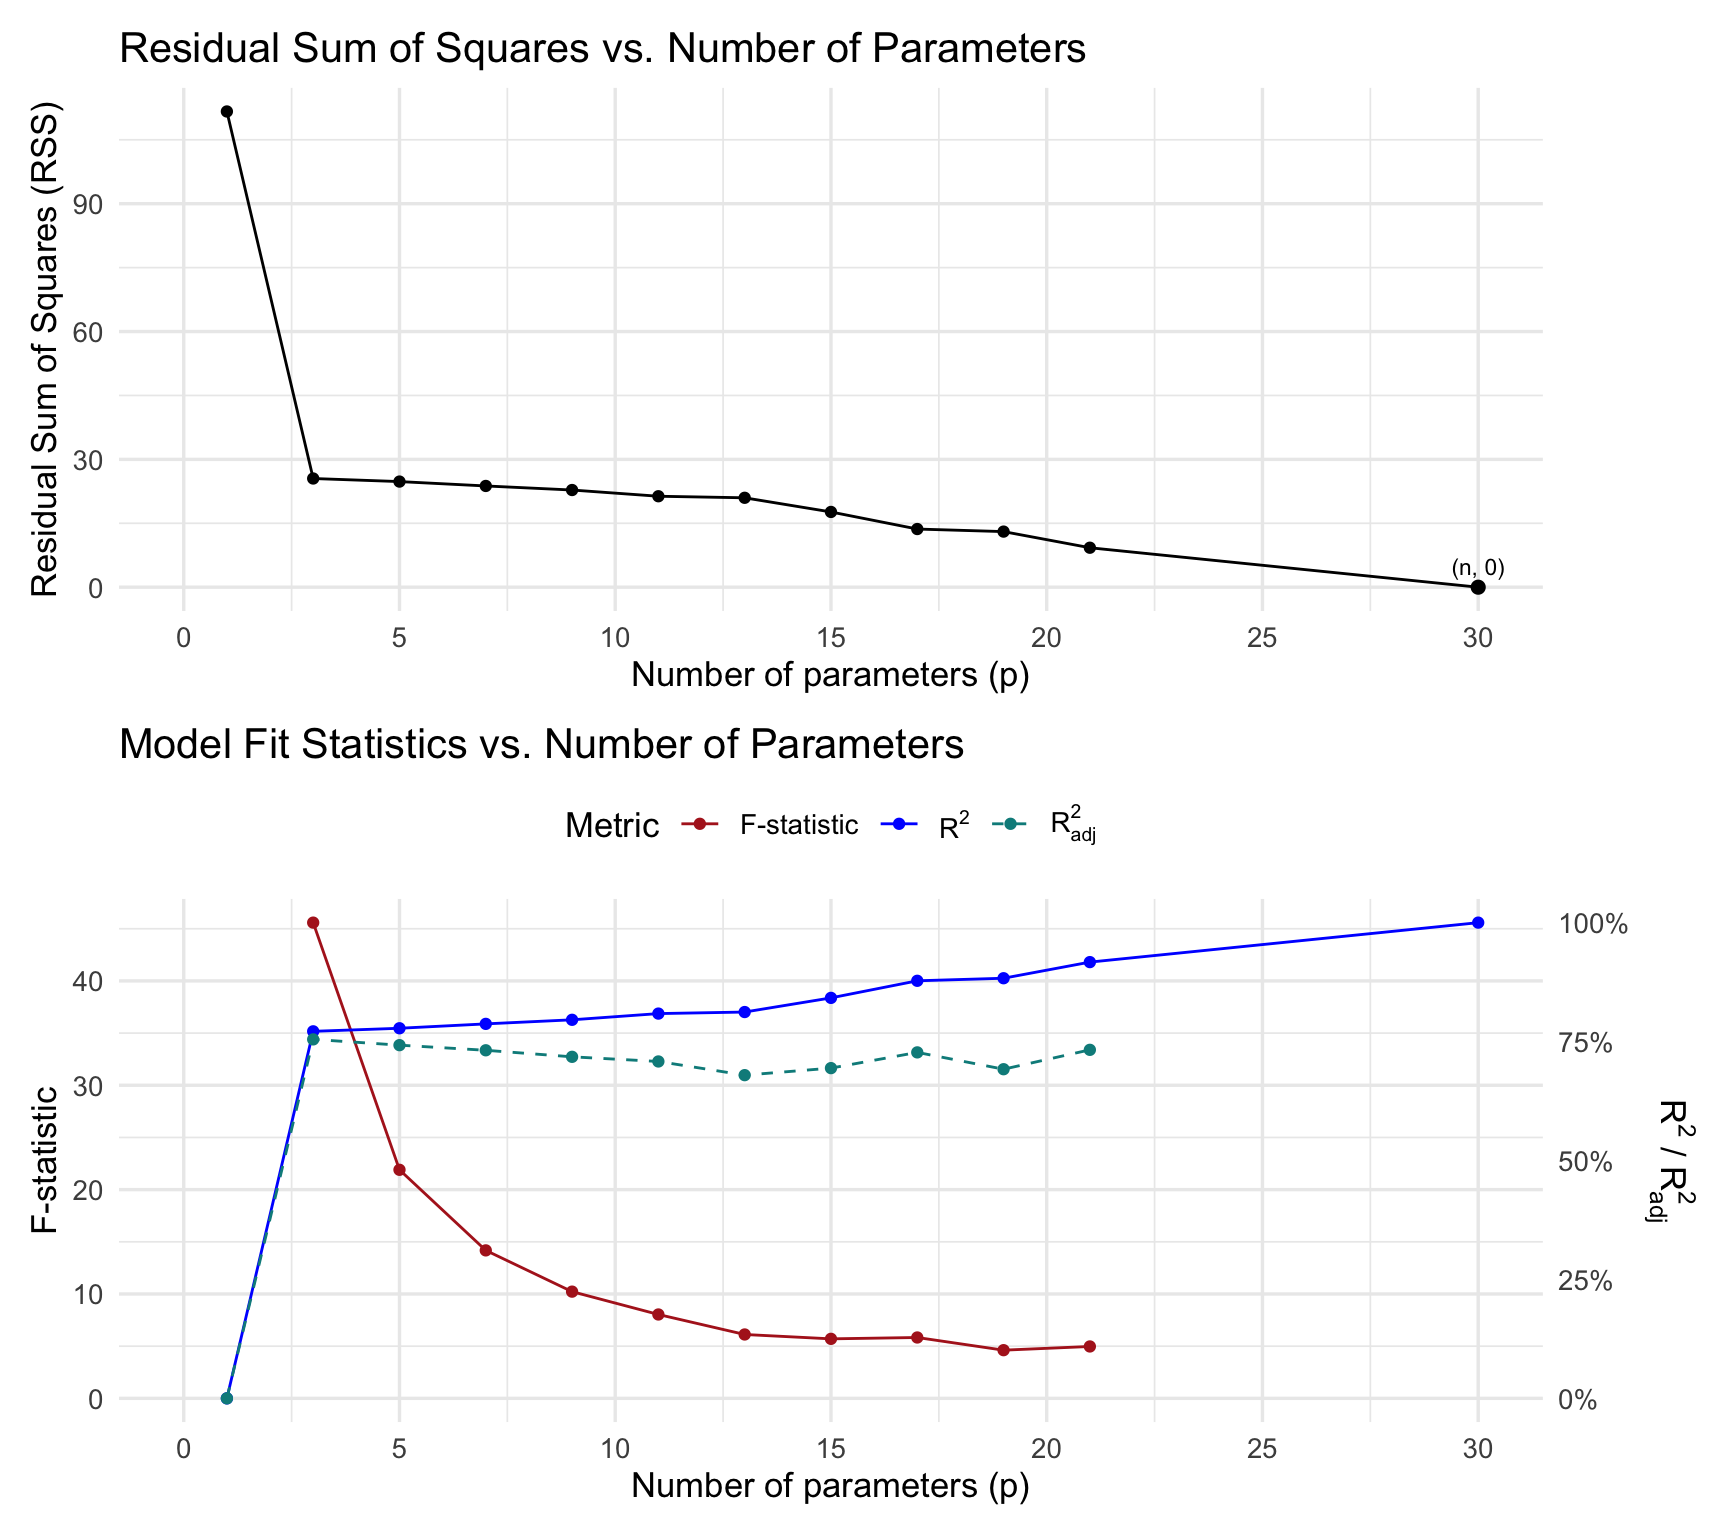 Residual Sum of Squares vs. Number of Parameters
Residual Sum of Squares (RSS)
90
60
30
0
(n, 0)
0 5 10 15 20 25 30
Number of parameters (p)
Model Fit Statistics vs. Number of Parameters
Metric F-statistic R² R²adj
F-statistic
40
30
20
10
0
100%
75%
50%
25%
0%
R² / R²adj
0 5 10 15 20 25 30
Number of parameters (p)